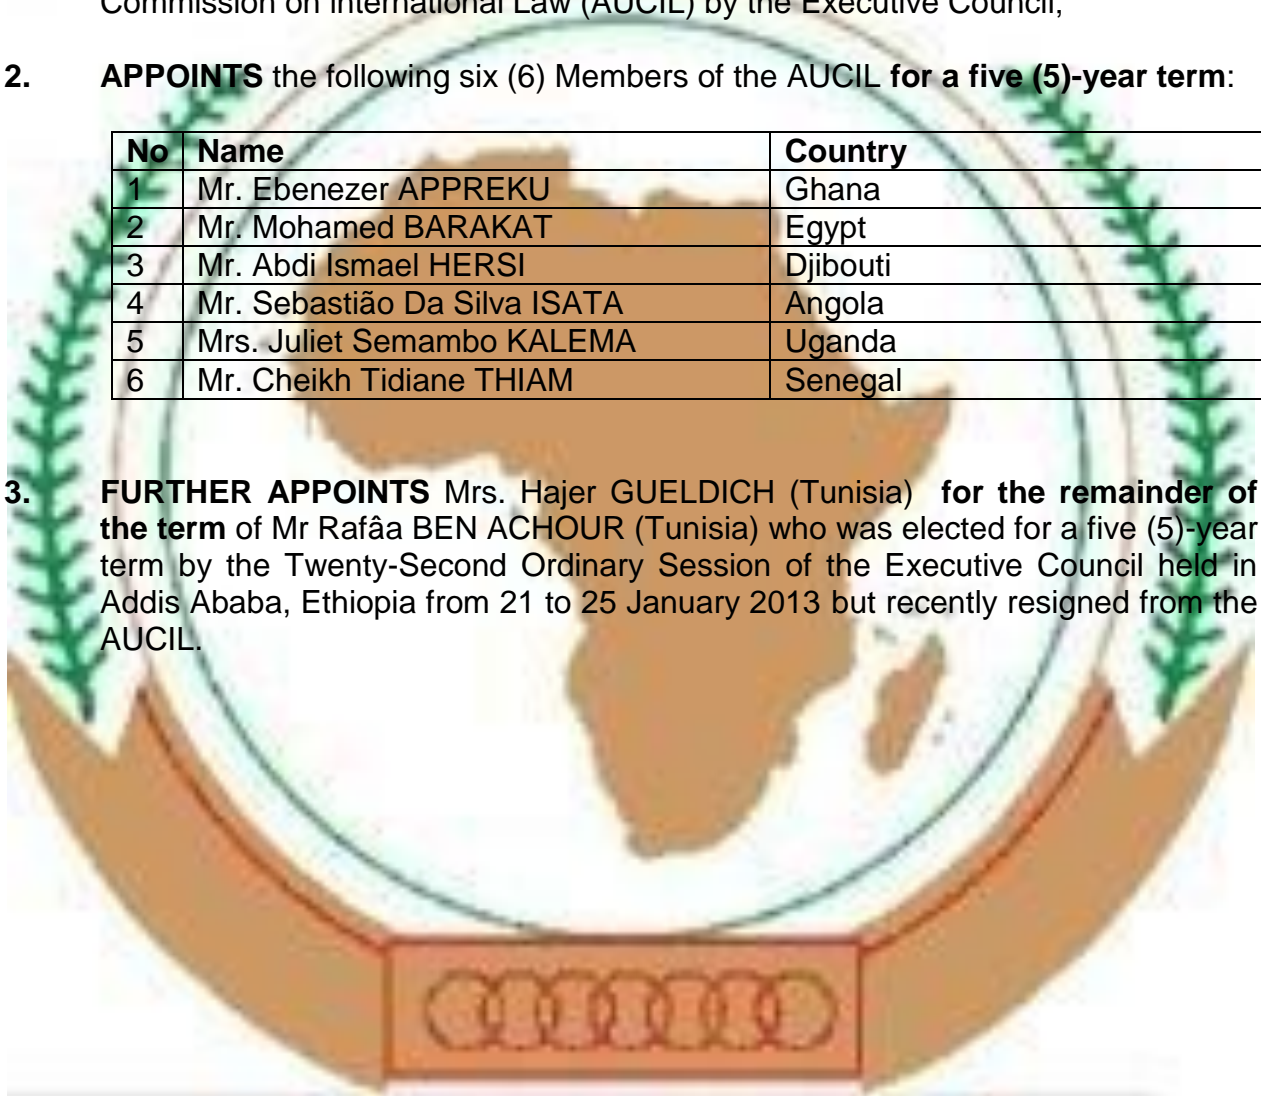 Commission on International Law (AUCIL) by the Executive Council;
2. APPOINTS the following six (6) Members of the AUCIL for a five (5)-year term:
No Name Country
1 Mr. Ebenezer APPREKU Ghana
2 Mr. Mohamed BARAKAT Egypt
3 Mr. Abdi Ismael HERSI Djibouti
4 Mr. Sebastião Da Silva ISATA Angola
5 Mrs. Juliet Semambo KALEMA Uganda
6 Mr. Cheikh Tidiane THIAM Senegal
3. FURTHER APPOINTS Mrs. Hajer GUELDICH (Tunisia) for the remainder of
the term of Mr Rafâa BEN ACHOUR (Tunisia) who was elected for a five (5)-year
term by the Twenty-Second Ordinary Session of the Executive Council held in
Addis Ababa, Ethiopia from 21 to 25 January 2013 but recently resigned from the
AUCIL.